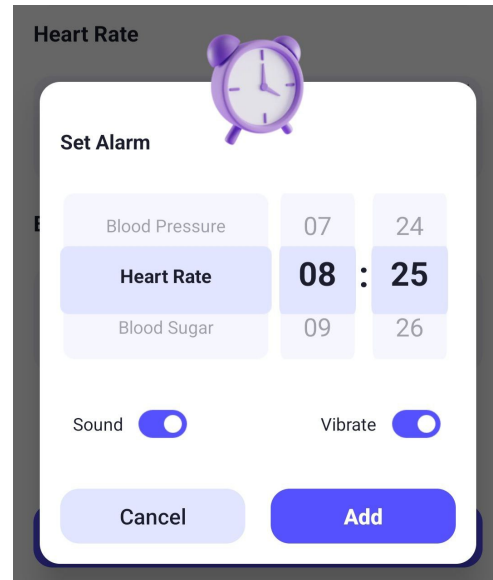 Heart Rate
Set Alarm
Blood Pressure 07 24
Heart Rate 08 : 25
Blood Sugar 09 26
Sound Vibrate
Cancel Add